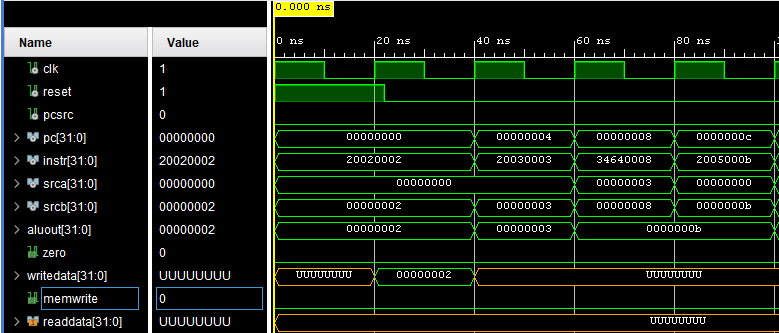 0.000 ns
Name Value
0 ns 20 ns 40 ns 60 ns 80 ns
clk 1
reset 1
pcsrc 0
pc[31:0] 00000000 00000000 00000004 00000008 0000000c
instr[31:0] 20020002 20020002 20030003 34640008 2005000b
srca[31:0] 00000000 00000000 00000003 00000000
srcb[31:0] 00000002 00000002 00000003 00000008 0000000b
aluout[31:0] 00000002 00000002 00000003 0000000b
zero 0
writedata[31:0] UUUUUUUU UUUUUUUU 00000002 UUUUUUUU
memwrite 0
readdata[31:0] UUUUUUUU UUUUUUUU